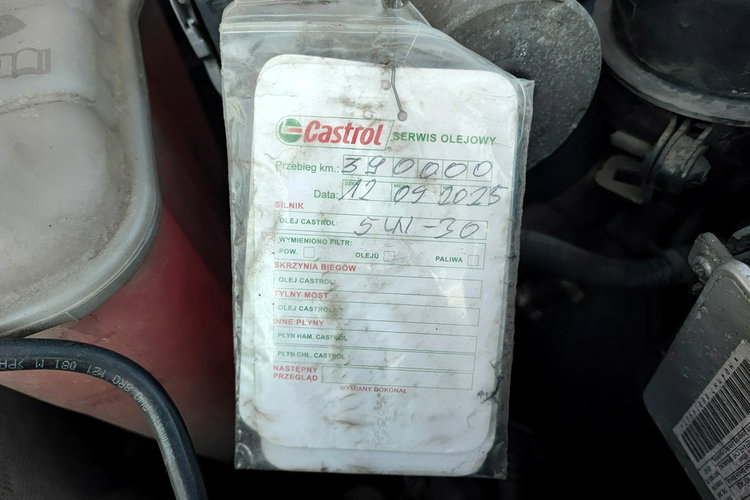 Castrol SERWIS OLEJOWY
Przebieg km.: 390000
Data: 12 09 2025
SILNIK
OLEJ CASTROL: 5W-30
WYMIENIONO FILTR:
POW. OLEJU PALIWA
SKRZYNIA BIEGÓW
OLEJ CASTROL:
TYLNY MOST
OLEJ CASTROL:
INNE PŁYNY
PŁYN HAM. CASTROL
PŁYN CHŁ. CASTROL
NASTĘPNY
PRZEGLĄD
WYMIANY DOKONAŁ